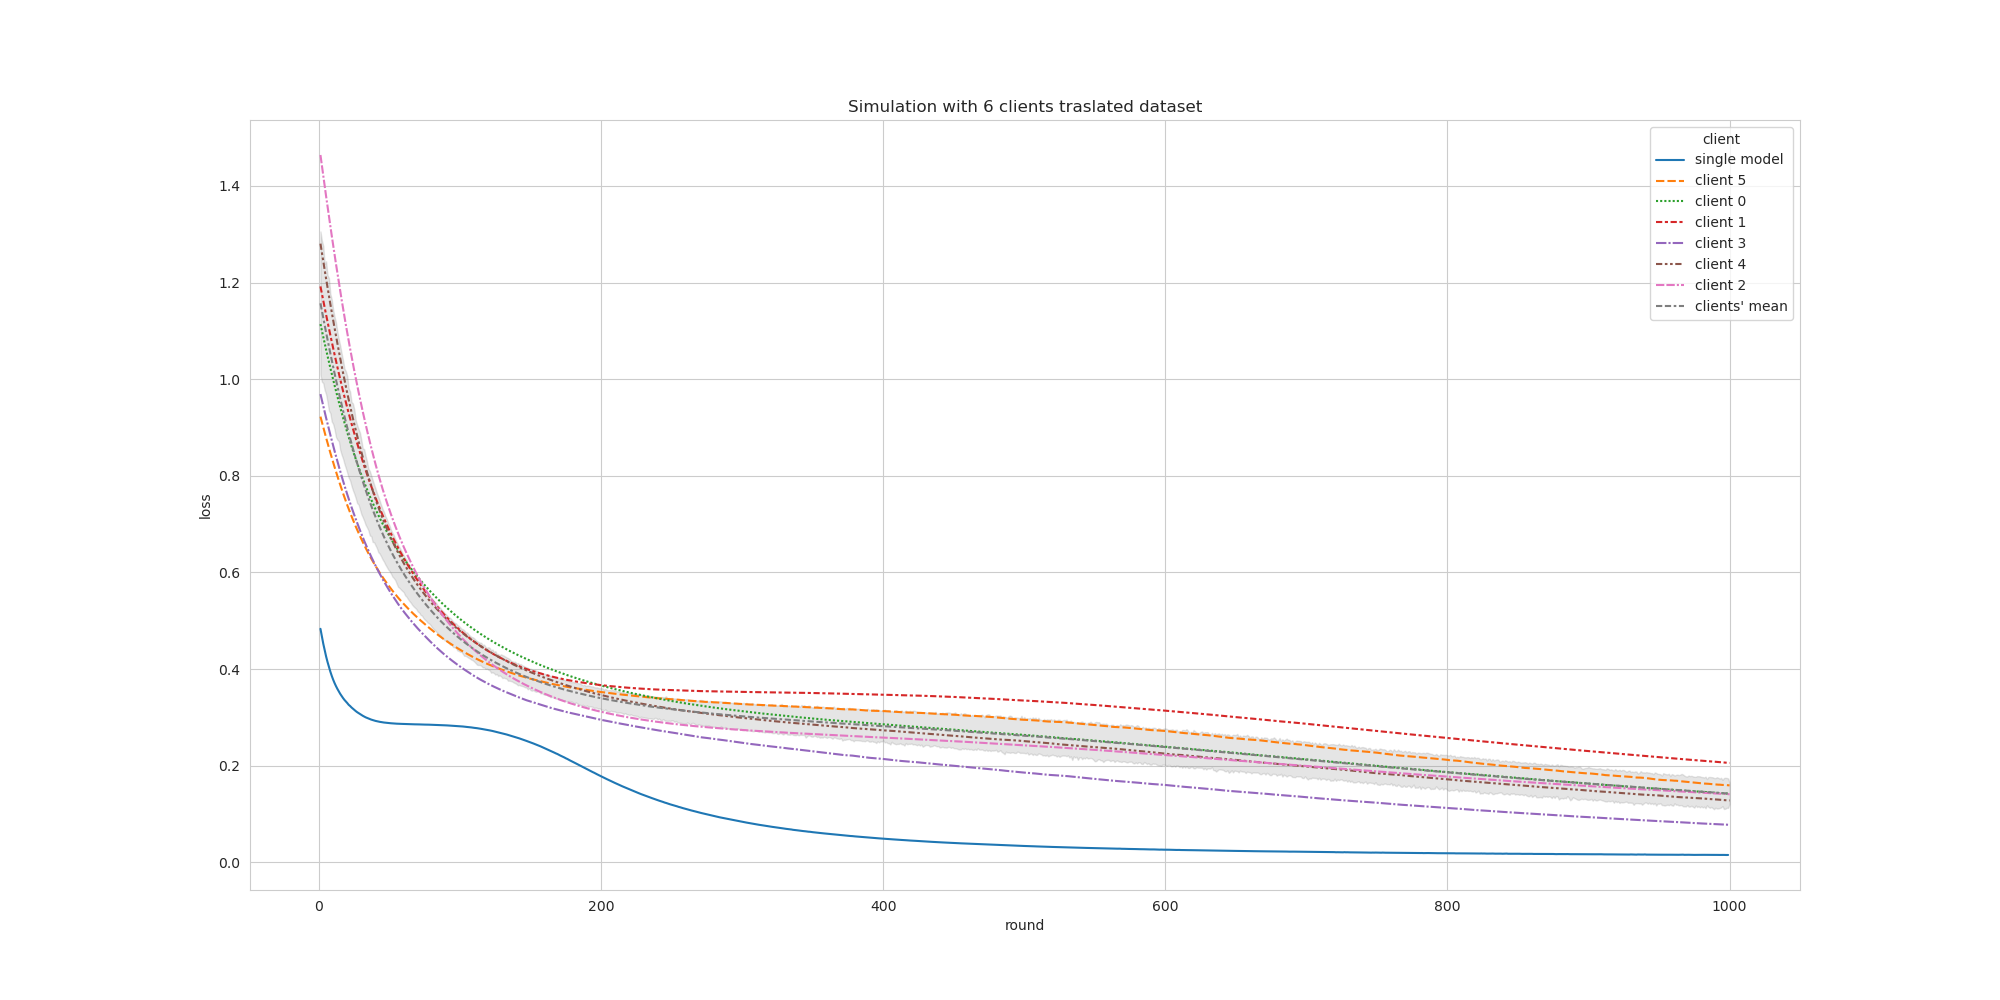 Simulation with 6 clients traslated dataset
client
single model
client 5
client 0
client 1
client 3
client 4
client 2
clients' mean
loss
1.4
1.2
1.0
0.8
0.6
0.4
0.2
0.0
0 200 400 600 800 1000
round